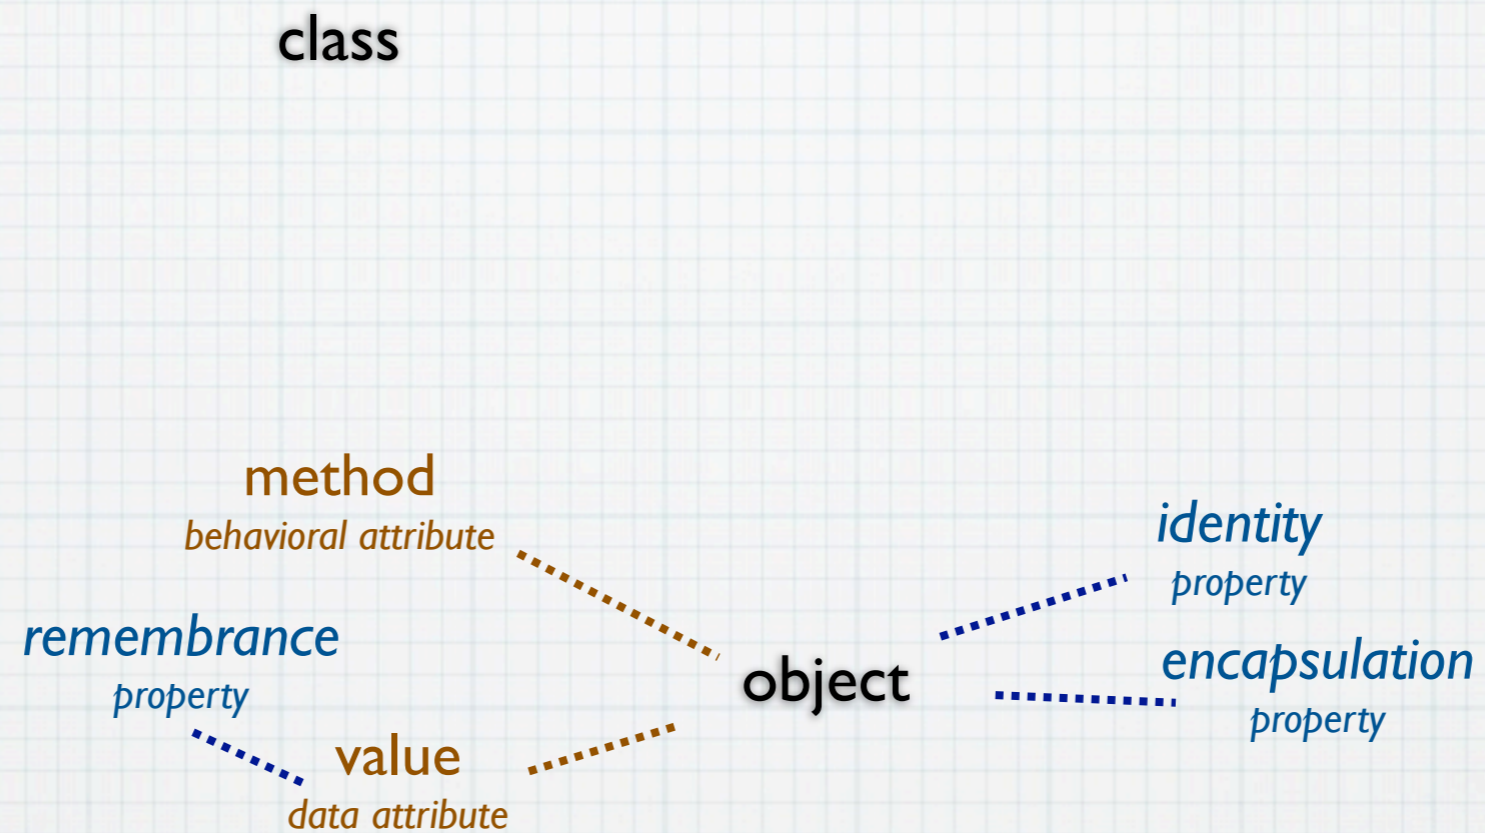 class
method
behavioral attribute
identity
property
remembrance
property
object
encapsulation
property
value
data attribute